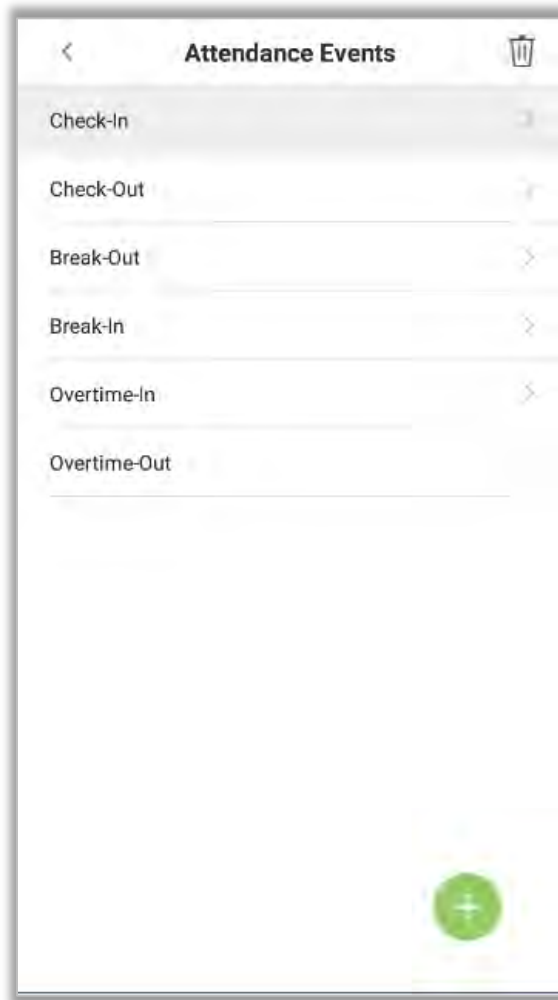 Attendance Events
Check-In
Check-Out
Break-Out
Break-In
Overtime-In
Overtime-Out